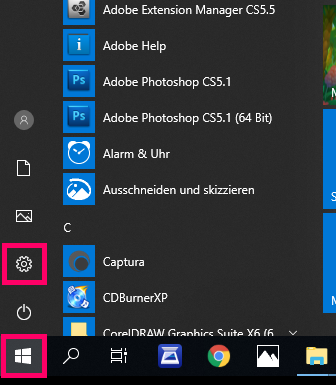 Adobe Extension Manager CS5.5
Adobe Help
Adobe Photoshop CS5.1
Adobe Photoshop CS5.1 (64 Bit)
Alarm & Uhr
Ausschneiden und skizzieren
C
Captura
CDBurnerXP
CorelDRAW Graphics Suite X6 (6